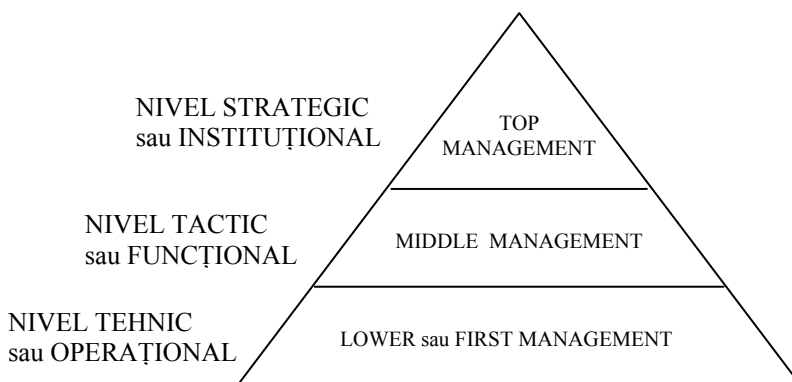 NIVEL STRATEGIC
sau INSTITUȚIONAL
TOP
MANAGEMENT
NIVEL TACTIC
sau FUNCȚIONAL
MIDDLE MANAGEMENT
NIVEL TEHNIC
sau OPERAȚIONAL
LOWER sau FIRST MANAGEMENT